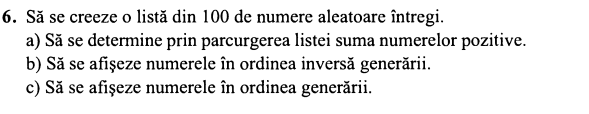 6. Să se creeze o listă din 100 de numere aleatoare întregi.
a) Să se determine prin parcurgerea listei suma numerelor pozitive.
b) Să se afişeze numerele în ordinea inversă generării.
c) Să se afişeze numerele în ordinea generării.